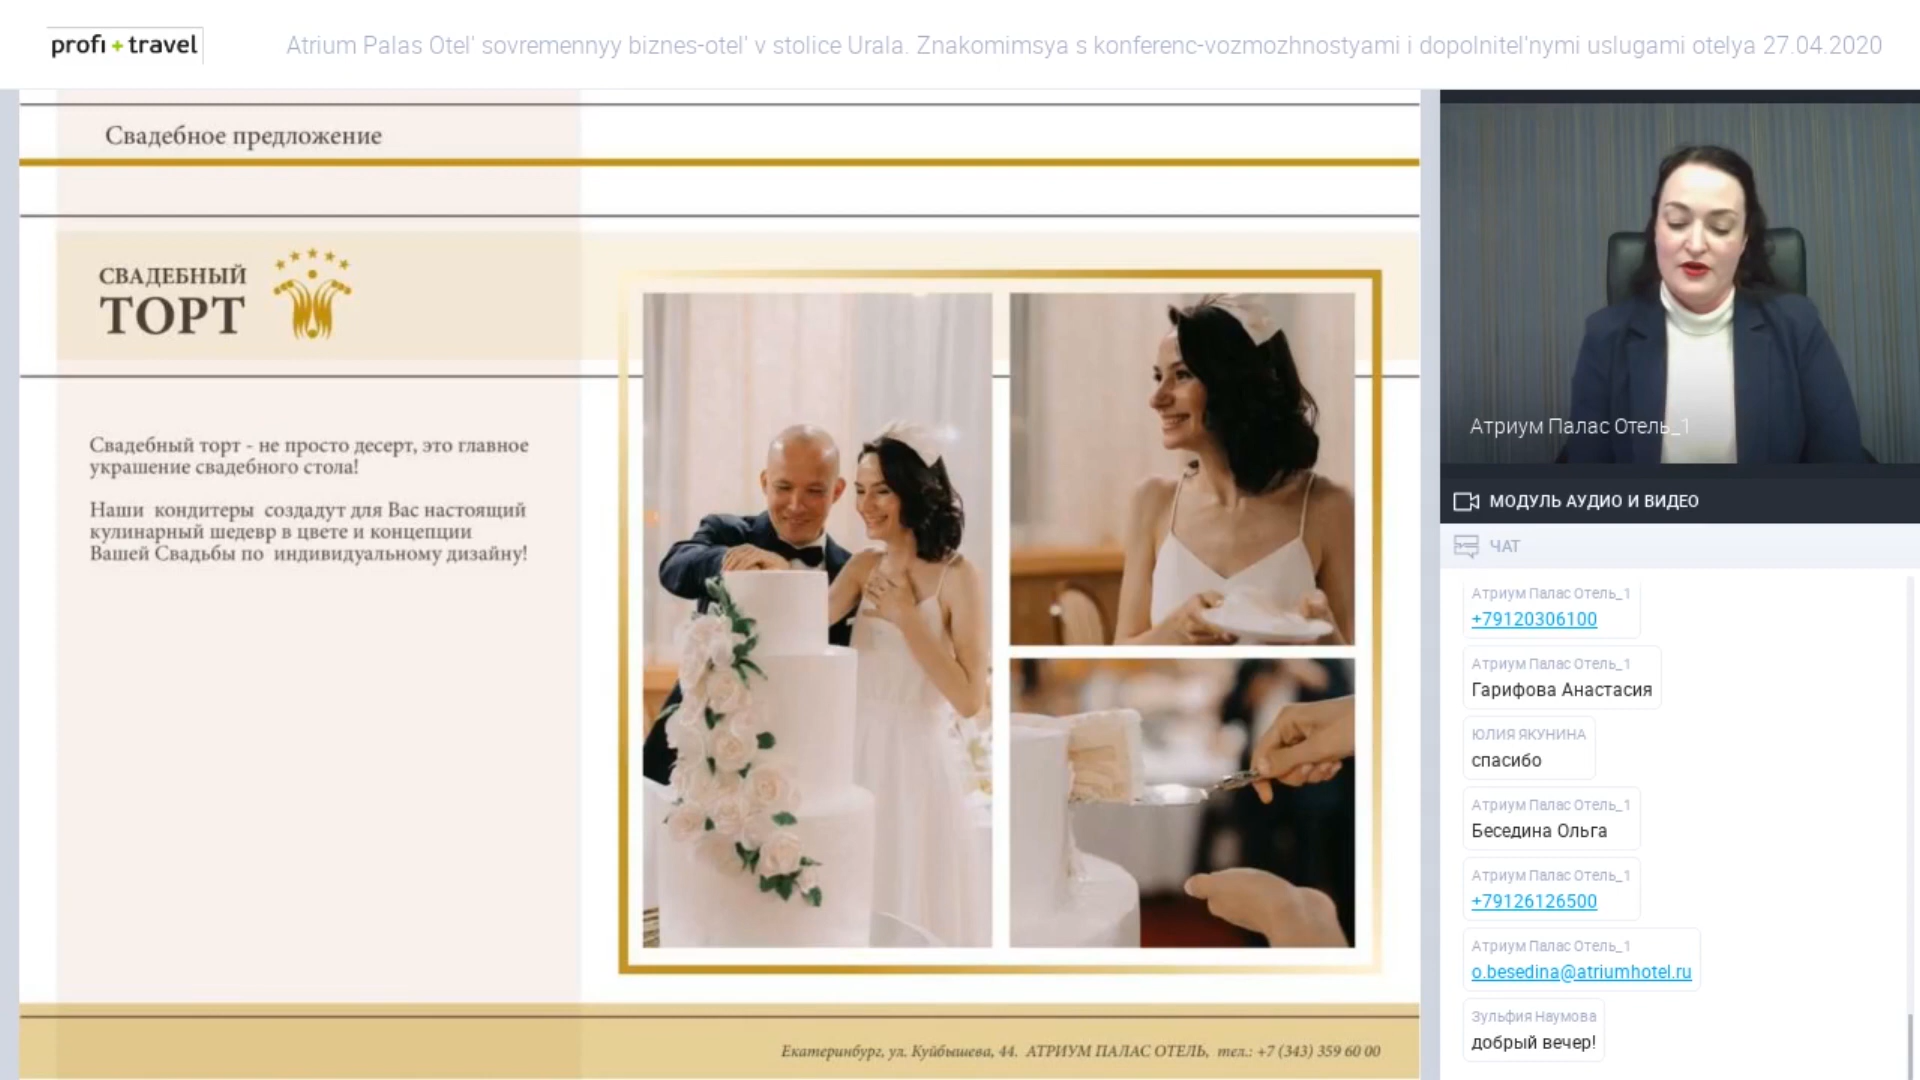 profi + travel
Atrium Palas Otel' sovremennyy biznes-otel' v stolice Urala. Znakomimsya s konferenc-vozmozhnostyami i dopolnitel'nymi uslugami otelya 27.04.2020
Свадебное предложение
СВАДЕБНЫЙ
ТОРТ
Свадебный торт - не просто десерт, это главное
украшение свадебного стола!
Наши кондитеры создадут для Вас настоящий
кулинарный шедевр в цвете и концепции
Вашей Свадьбы по индивидуальному дизайну!
Екатеринбург, ул. Куйбышева, 44. АТРИУМ ПАЛАС ОТЕЛЬ, тел.: +7 (343) 359 60 00
Атриум Палас Отель_1
МОДУЛЬ АУДИО И ВИДЕО
ЧАТ
Атриум Палас Отель_1
+79120306100
Атриум Палас Отель_1
Гарифова Анастасия
ЮЛИЯ ЯКУНИНА
спасибо
Атриум Палас Отель_1
Беседина Ольга
Атриум Палас Отель_1
+79126126500
Атриум Палас Отель_1
o.besedina@atriumhotel.ru
Зульфия Наумова
добрый вечер!